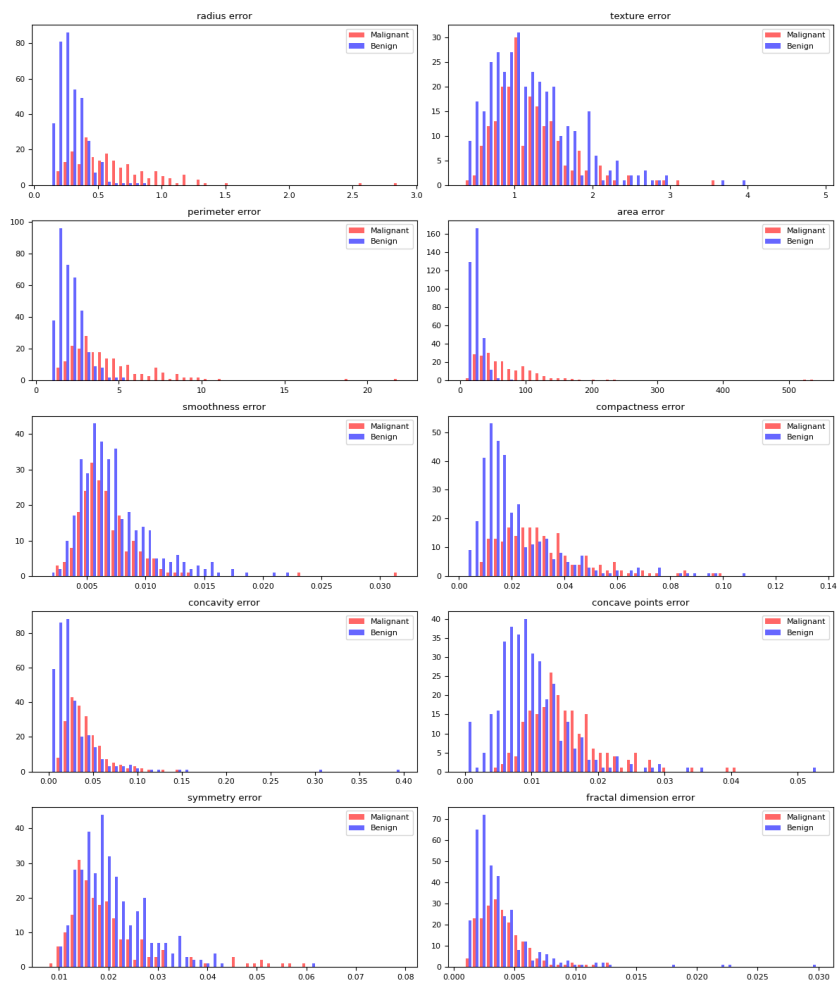 radius error
80
60
40
20
0
0.0 0.5 1.0 1.5 2.0 2.5 3.0
Malignant
Benign
texture error
30
25
20
15
10
5
0
1 2 3 4 5
Malignant
Benign
perimeter error
100
80
60
40
20
0
0 5 10 15 20
Malignant
Benign
area error
160
140
120
100
80
60
40
20
0
0 100 200 300 400 500
Malignant
Benign
smoothness error
40
30
20
10
0
0.005 0.010 0.015 0.020 0.025 0.030
Malignant
Benign
compactness error
50
40
30
20
10
0
0.00 0.02 0.04 0.06 0.08 0.10 0.12 0.14
Malignant
Benign
concavity error
80
60
40
20
0
0.00 0.05 0.10 0.15 0.20 0.25 0.30 0.35 0.40
Malignant
Benign
concave points error
40
35
30
25
20
15
10
5
0
0.00 0.01 0.02 0.03 0.04 0.05
Malignant
Benign
symmetry error
40
30
20
10
0
0.01 0.02 0.03 0.04 0.05 0.06 0.07 0.08
Malignant
Benign
fractal dimension error
70
60
50
40
30
20
10
0
0.000 0.005 0.010 0.015 0.020 0.025 0.030
Malignant
Benign